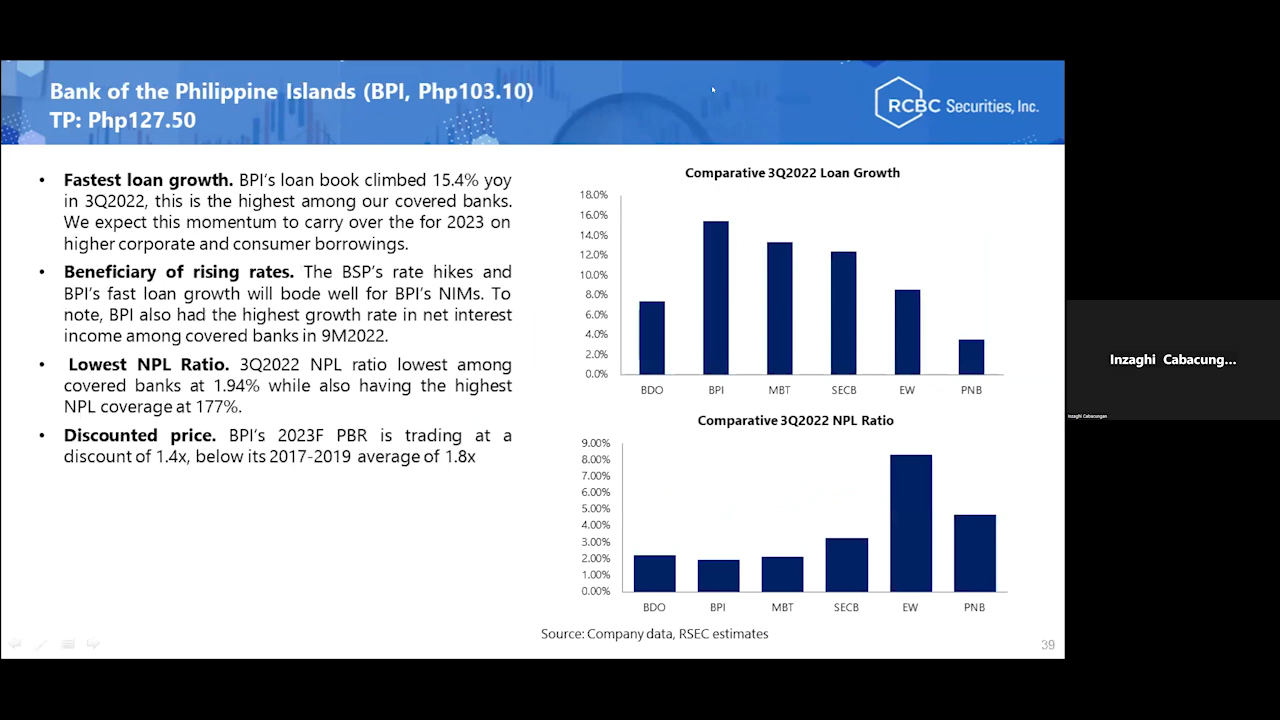 Bank of the Philippine Islands (BPI, Php103.10)
TP: Php127.50
RCBC Securities, Inc.
• Fastest loan growth. BPI's loan book climbed 15.4% yoy
in 3Q2022, this is the highest among our covered banks.
We expect this momentum to carry over the for 2023 on
higher corporate and consumer borrowings.
• Beneficiary of rising rates. The BSP's rate hikes and
BPI's fast loan growth will bode well for BPI's NIMs. To
note, BPI also had the highest growth rate in net interest
income among covered banks in 9M2022.
• Lowest NPL Ratio. 3Q2022 NPL ratio lowest among
covered banks at 1.94% while also having the highest
NPL coverage at 177%.
• Discounted price. BPI's 2023F PBR is trading at a
discount of 1.4x, below its 2017-2019 average of 1.8x
Comparative 3Q2022 Loan Growth
18.0%
16.0%
14.0%
12.0%
10.0%
8.0%
6.0%
4.0%
2.0%
0.0%
BDO BPI MBT SECB EW PNB
Comparative 3Q2022 NPL Ratio
9.00%
8.00%
7.00%
6.00%
5.00%
4.00%
3.00%
2.00%
1.00%
0.00%
BDO BPI MBT SECB EW PNB
Source: Company data, RSEC estimates
39
Inzaghi Cabacung...
Inzaghi Cabacungan